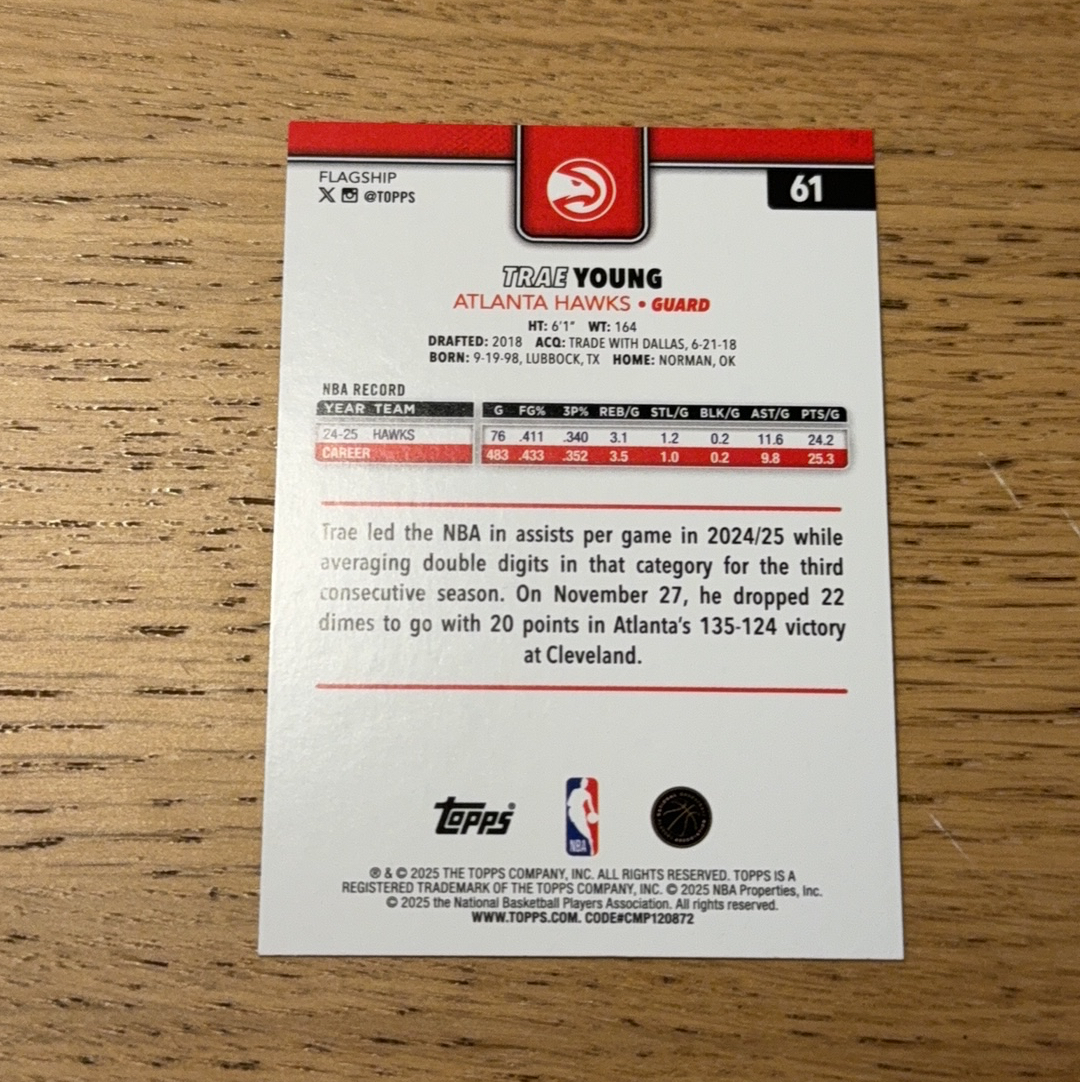 FLAGSHIP
@TOPPS
61
TRAE YOUNG
ATLANTA HAWKS • GUARD
HT: 6'1" WT: 164
DRAFTED: 2018 ACQ: TRADE WITH DALLAS, 6-21-18
BORN: 9-19-98, LUBBOCK, TX HOME: NORMAN, OK
NBA RECORD
YEAR TEAM G FG% 3P% REB/G STL/G BLK/G AST/G PTS/G
24-25 HAWKS 76 .411 .340 3.1 1.2 0.2 11.6 24.2
CAREER 483 .433 .352 3.5 1.0 0.2 9.8 25.3
Trae led the NBA in assists per game in 2024/25 while
averaging double digits in that category for the third
consecutive season. On November 27, he dropped 22
dimes to go with 20 points in Atlanta's 135-124 victory
at Cleveland.
topps®
NBA
® & © 2025 THE TOPPS COMPANY, INC. ALL RIGHTS RESERVED. TOPPS IS A
REGISTERED TRADEMARK OF THE TOPPS COMPANY, INC. © 2025 NBA Properties, Inc.
© 2025 the National Basketball Players Association. All rights reserved.
WWW.TOPPS.COM. CODE#CMP120872